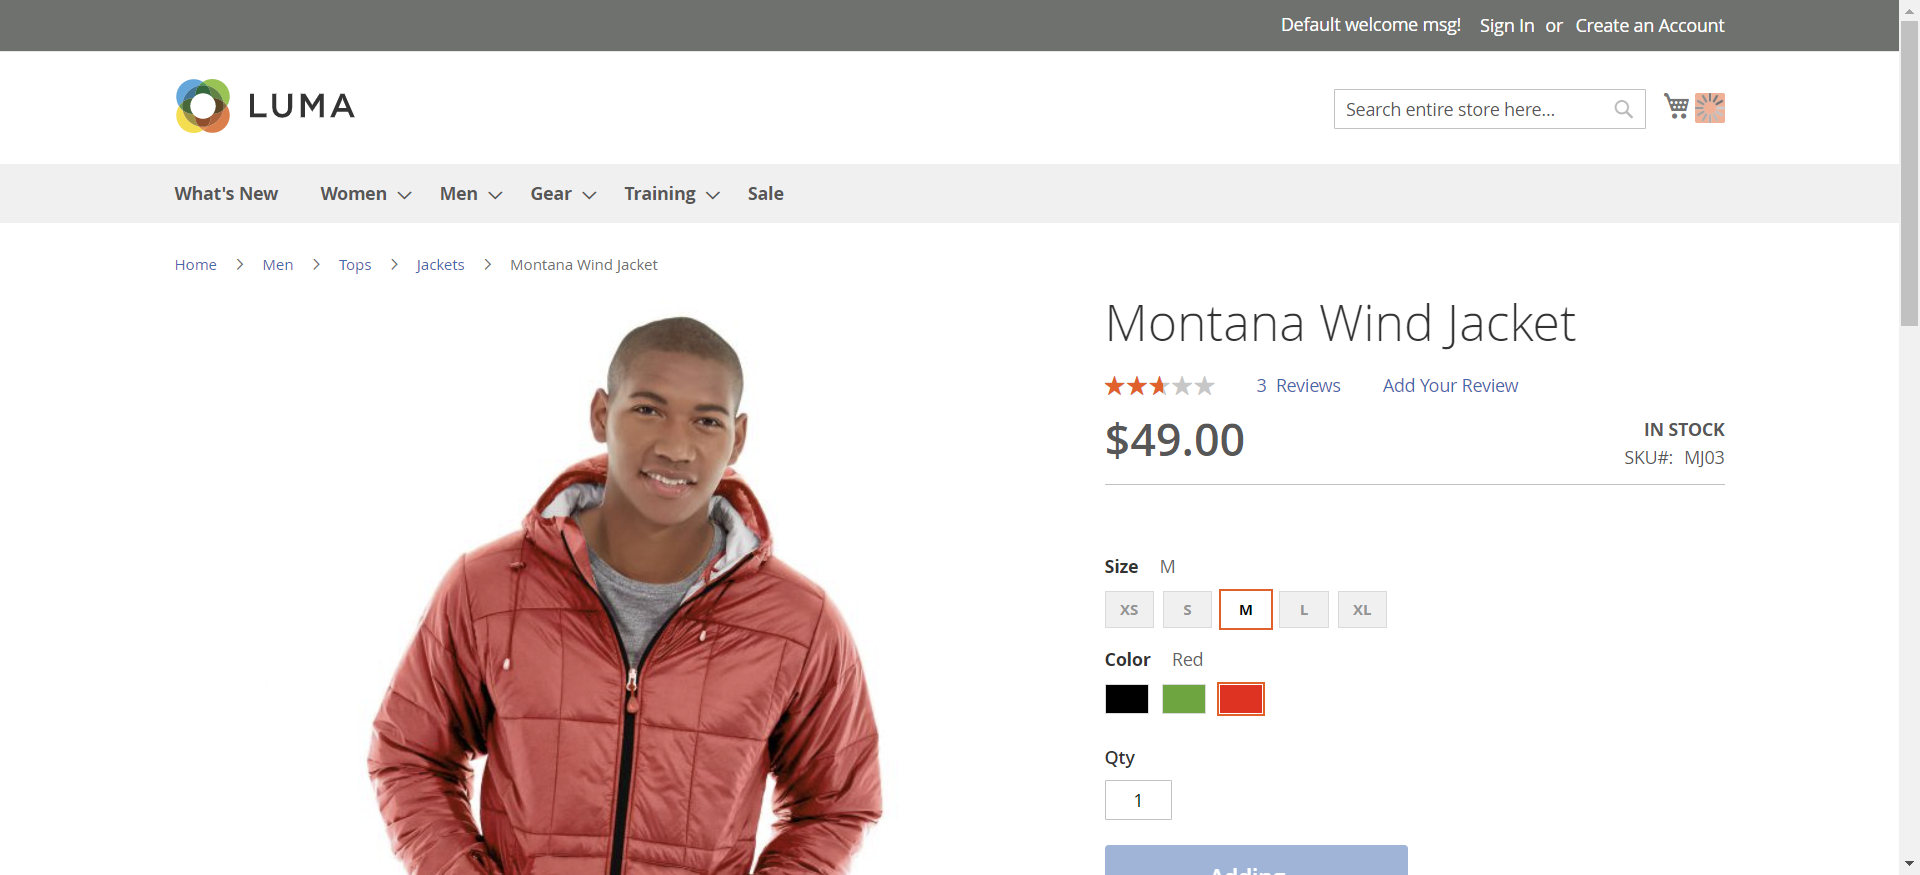 Default welcome msg! Sign In or Create an Account
LUMA
Search entire store here...
What's New Women Men Gear Training Sale
Home Men Tops Jackets Montana Wind Jacket
Montana Wind Jacket
3 Reviews Add Your Review
$49.00
IN STOCK
SKU#: MJ03
Size M
XS S M L XL
Color Red
Qty
1
Adding...